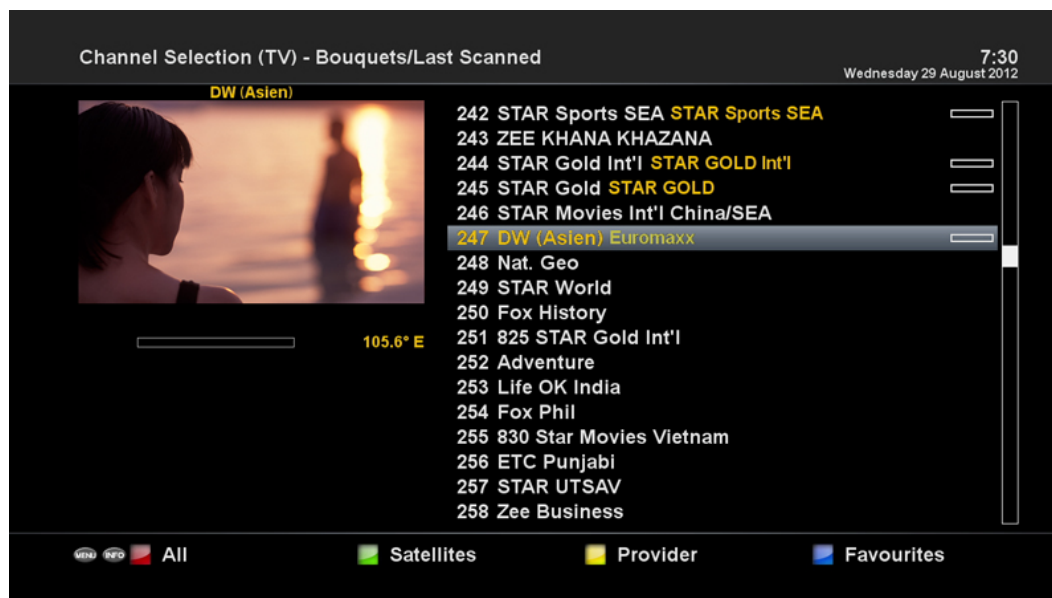 Channel Selection (TV) - Bouquets/Last Scanned
7:30
Wednesday 29 August 2012
DW (Asien)
242 STAR Sports SEA STAR Sports SEA
243 ZEE KHANA KHAZANA
244 STAR Gold Int'l STAR GOLD Int'l
245 STAR Gold STAR GOLD
246 STAR Movies Int'l China/SEA
247 DW (Asien) Euromaxx
248 Nat. Geo
249 STAR World
250 Fox History
105.6° E
251 825 STAR Gold Int'l
252 Adventure
253 Life OK India
254 Fox Phil
255 830 Star Movies Vietnam
256 ETC Punjabi
257 STAR UTSAV
258 Zee Business
MENU INFO All Satellites Provider Favourites